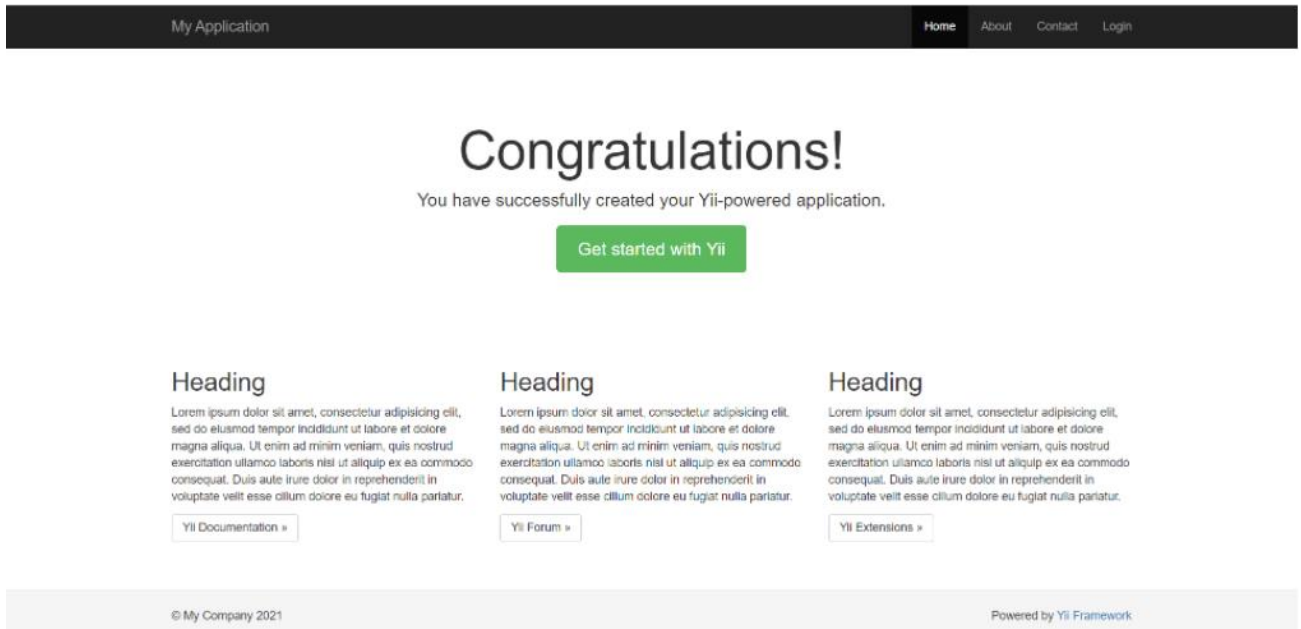 My Application
Home About Contact Login
Congratulations!
You have successfully created your Yii-powered application.
Get started with Yii
Heading
Lorem ipsum dolor sit amet, consectetur adipisicing elit,
sed do eiusmod tempor incididunt ut labore et dolore
magna aliqua. Ut enim ad minim veniam, quis nostrud
exercitation ullamco laboris nisi ut aliquip ex ea commodo
consequat. Duis aute irure dolor in reprehenderit in
voluptate velit esse cillum dolore eu fugiat nulla pariatur.
Yii Documentation »
Heading
Lorem ipsum dolor sit amet, consectetur adipisicing elit,
sed do eiusmod tempor incididunt ut labore et dolore
magna aliqua. Ut enim ad minim veniam, quis nostrud
exercitation ullamco laboris nisi ut aliquip ex ea commodo
consequat. Duis aute irure dolor in reprehenderit in
voluptate velit esse cillum dolore eu fugiat nulla pariatur.
Yii Forum »
Heading
Lorem ipsum dolor sit amet, consectetur adipisicing elit,
sed do eiusmod tempor incididunt ut labore et dolore
magna aliqua. Ut enim ad minim veniam, quis nostrud
exercitation ullamco laboris nisi ut aliquip ex ea commodo
consequat. Duis aute irure dolor in reprehenderit in
voluptate velit esse cillum dolore eu fugiat nulla pariatur.
Yii Extensions »
© My Company 2021
Powered by Yii Framework